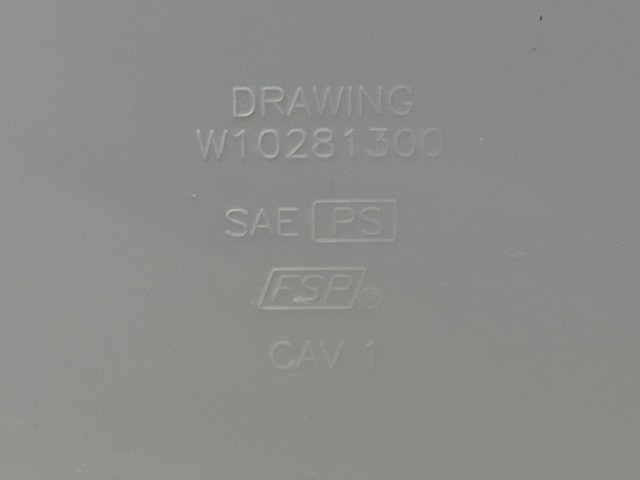 DRAWING
W10281300
SAE PS
FSP®
CAV 1